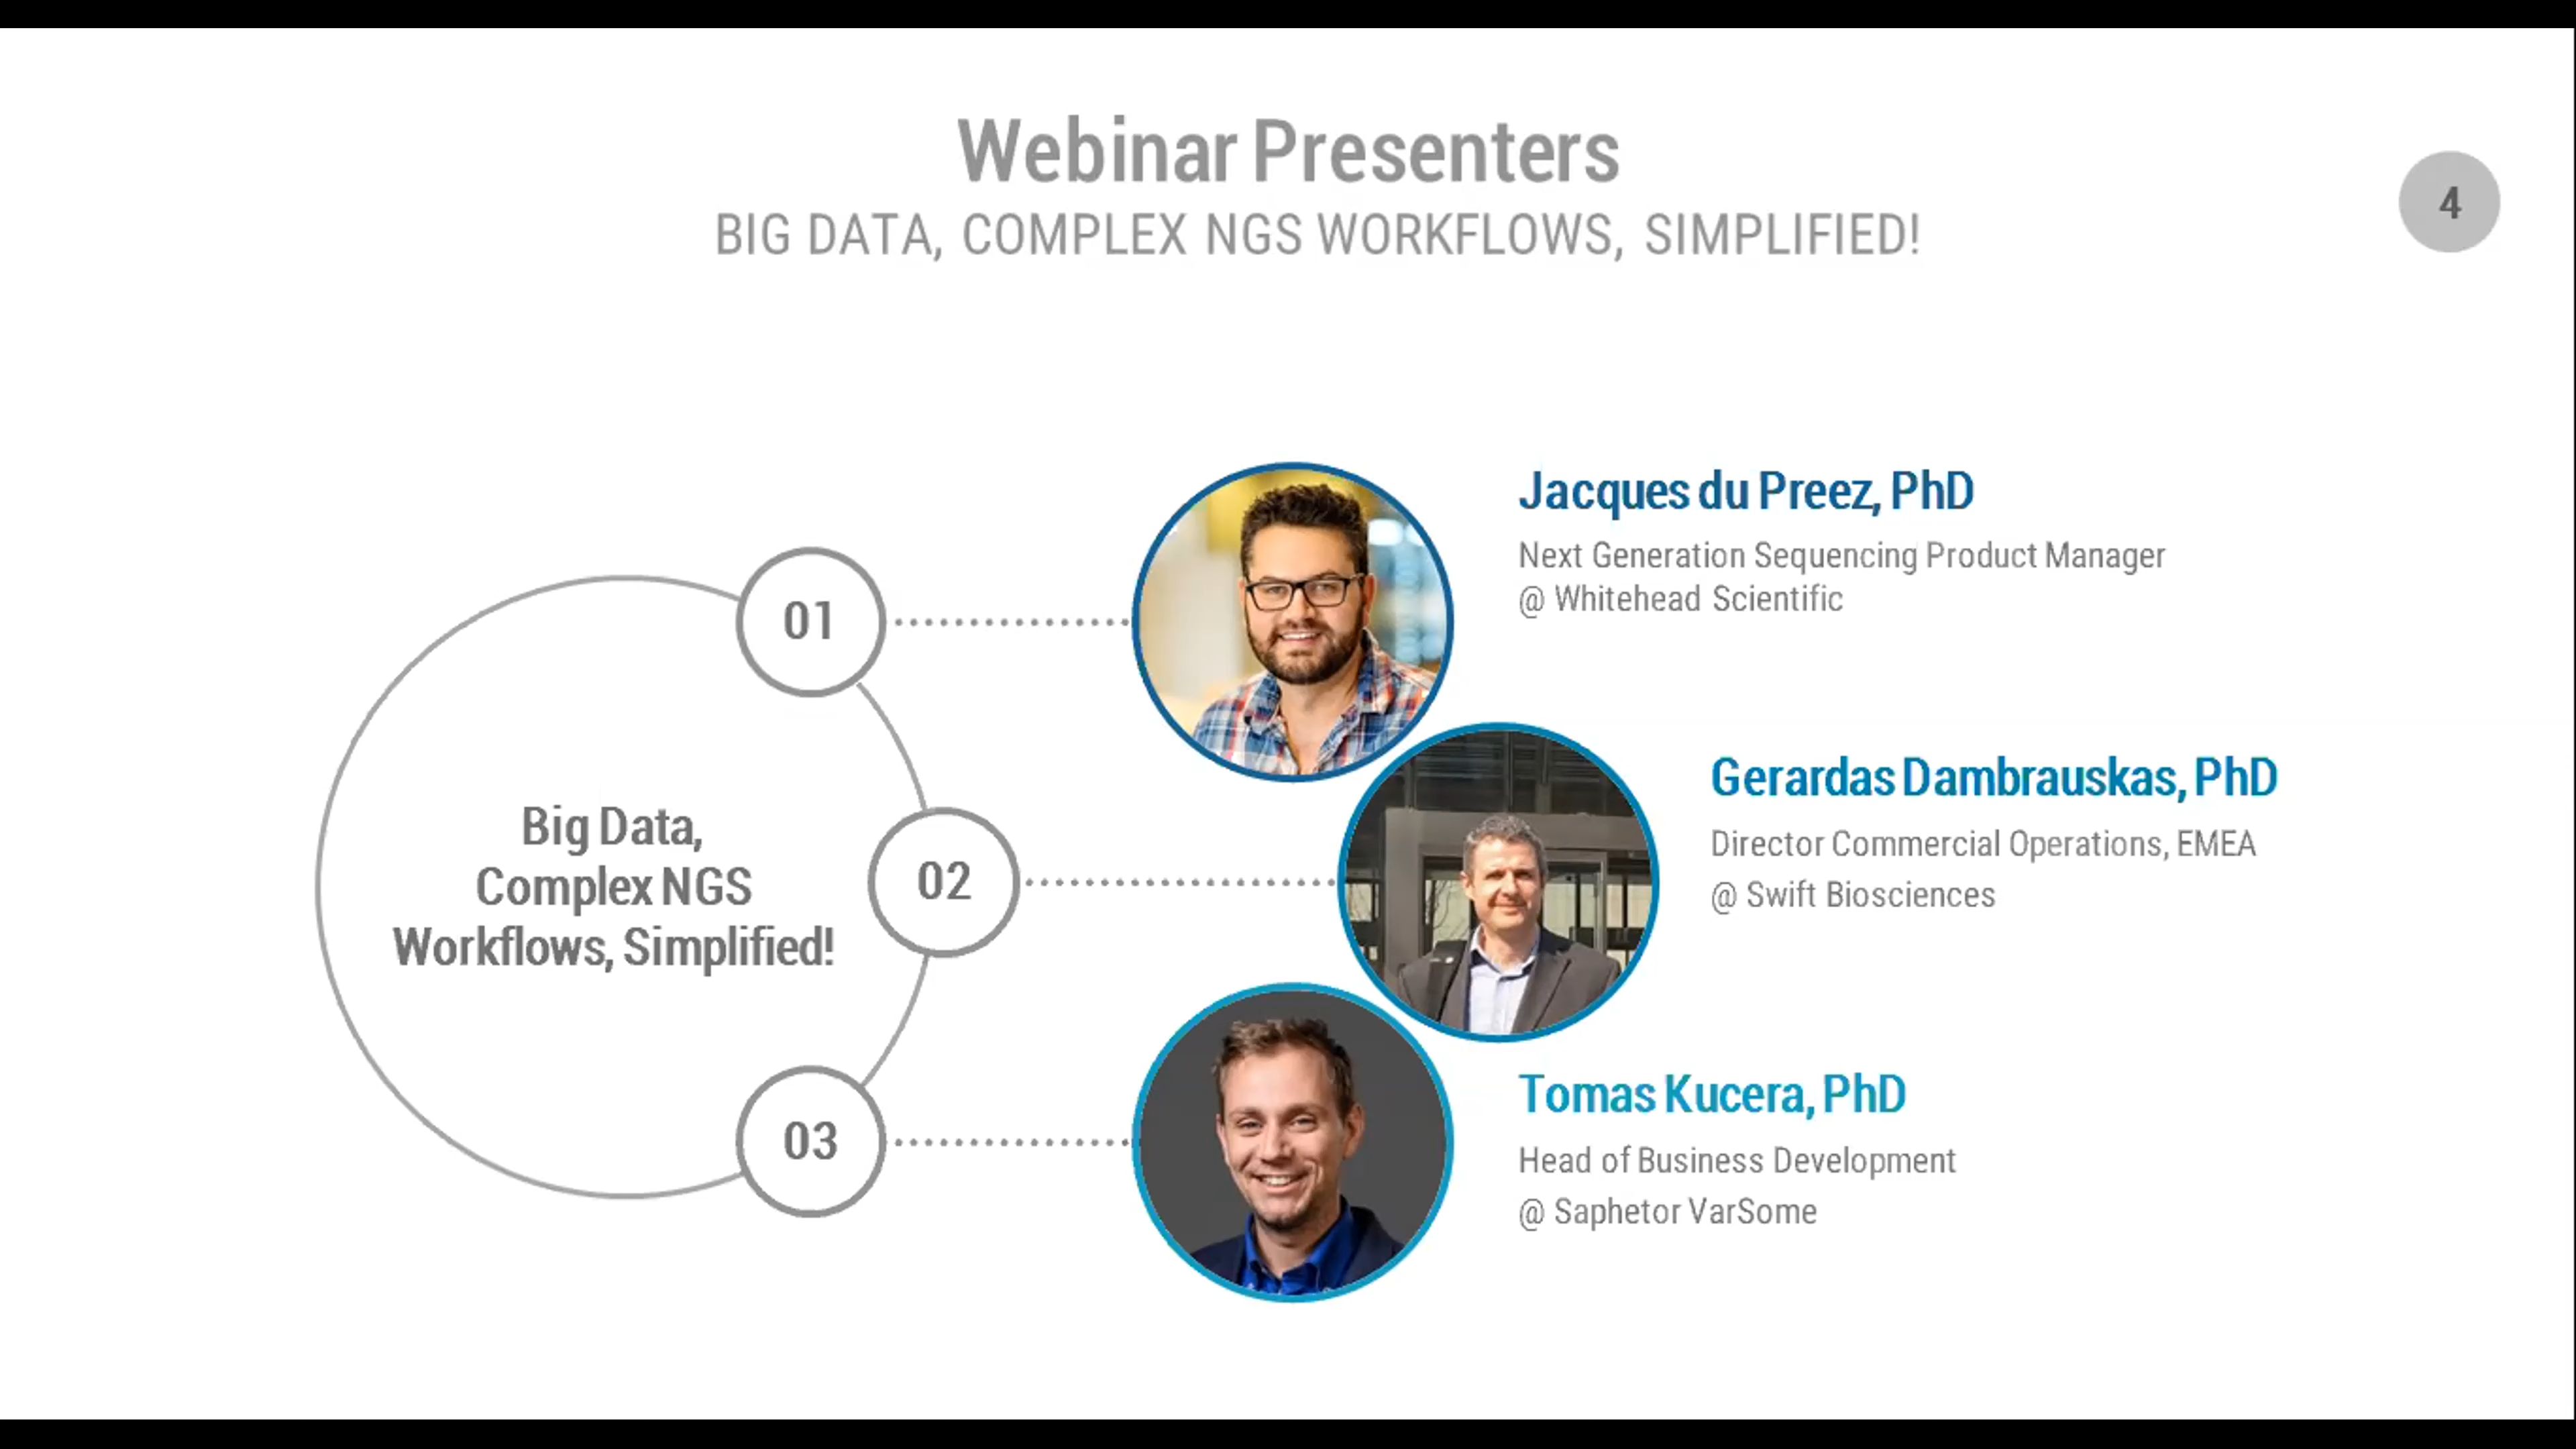 Webinar Presenters
BIG DATA, COMPLEX NGS WORKFLOWS, SIMPLIFIED!
4
Big Data,
Complex NGS
Workflows, Simplified!
01
Jacques du Preez, PhD
Next Generation Sequencing Product Manager
@ Whitehead Scientific
02
Gerardas Dambrauskas, PhD
Director Commercial Operations, EMEA
@ Swift Biosciences
03
Tomas Kucera, PhD
Head of Business Development
@ Saphetor VarSome